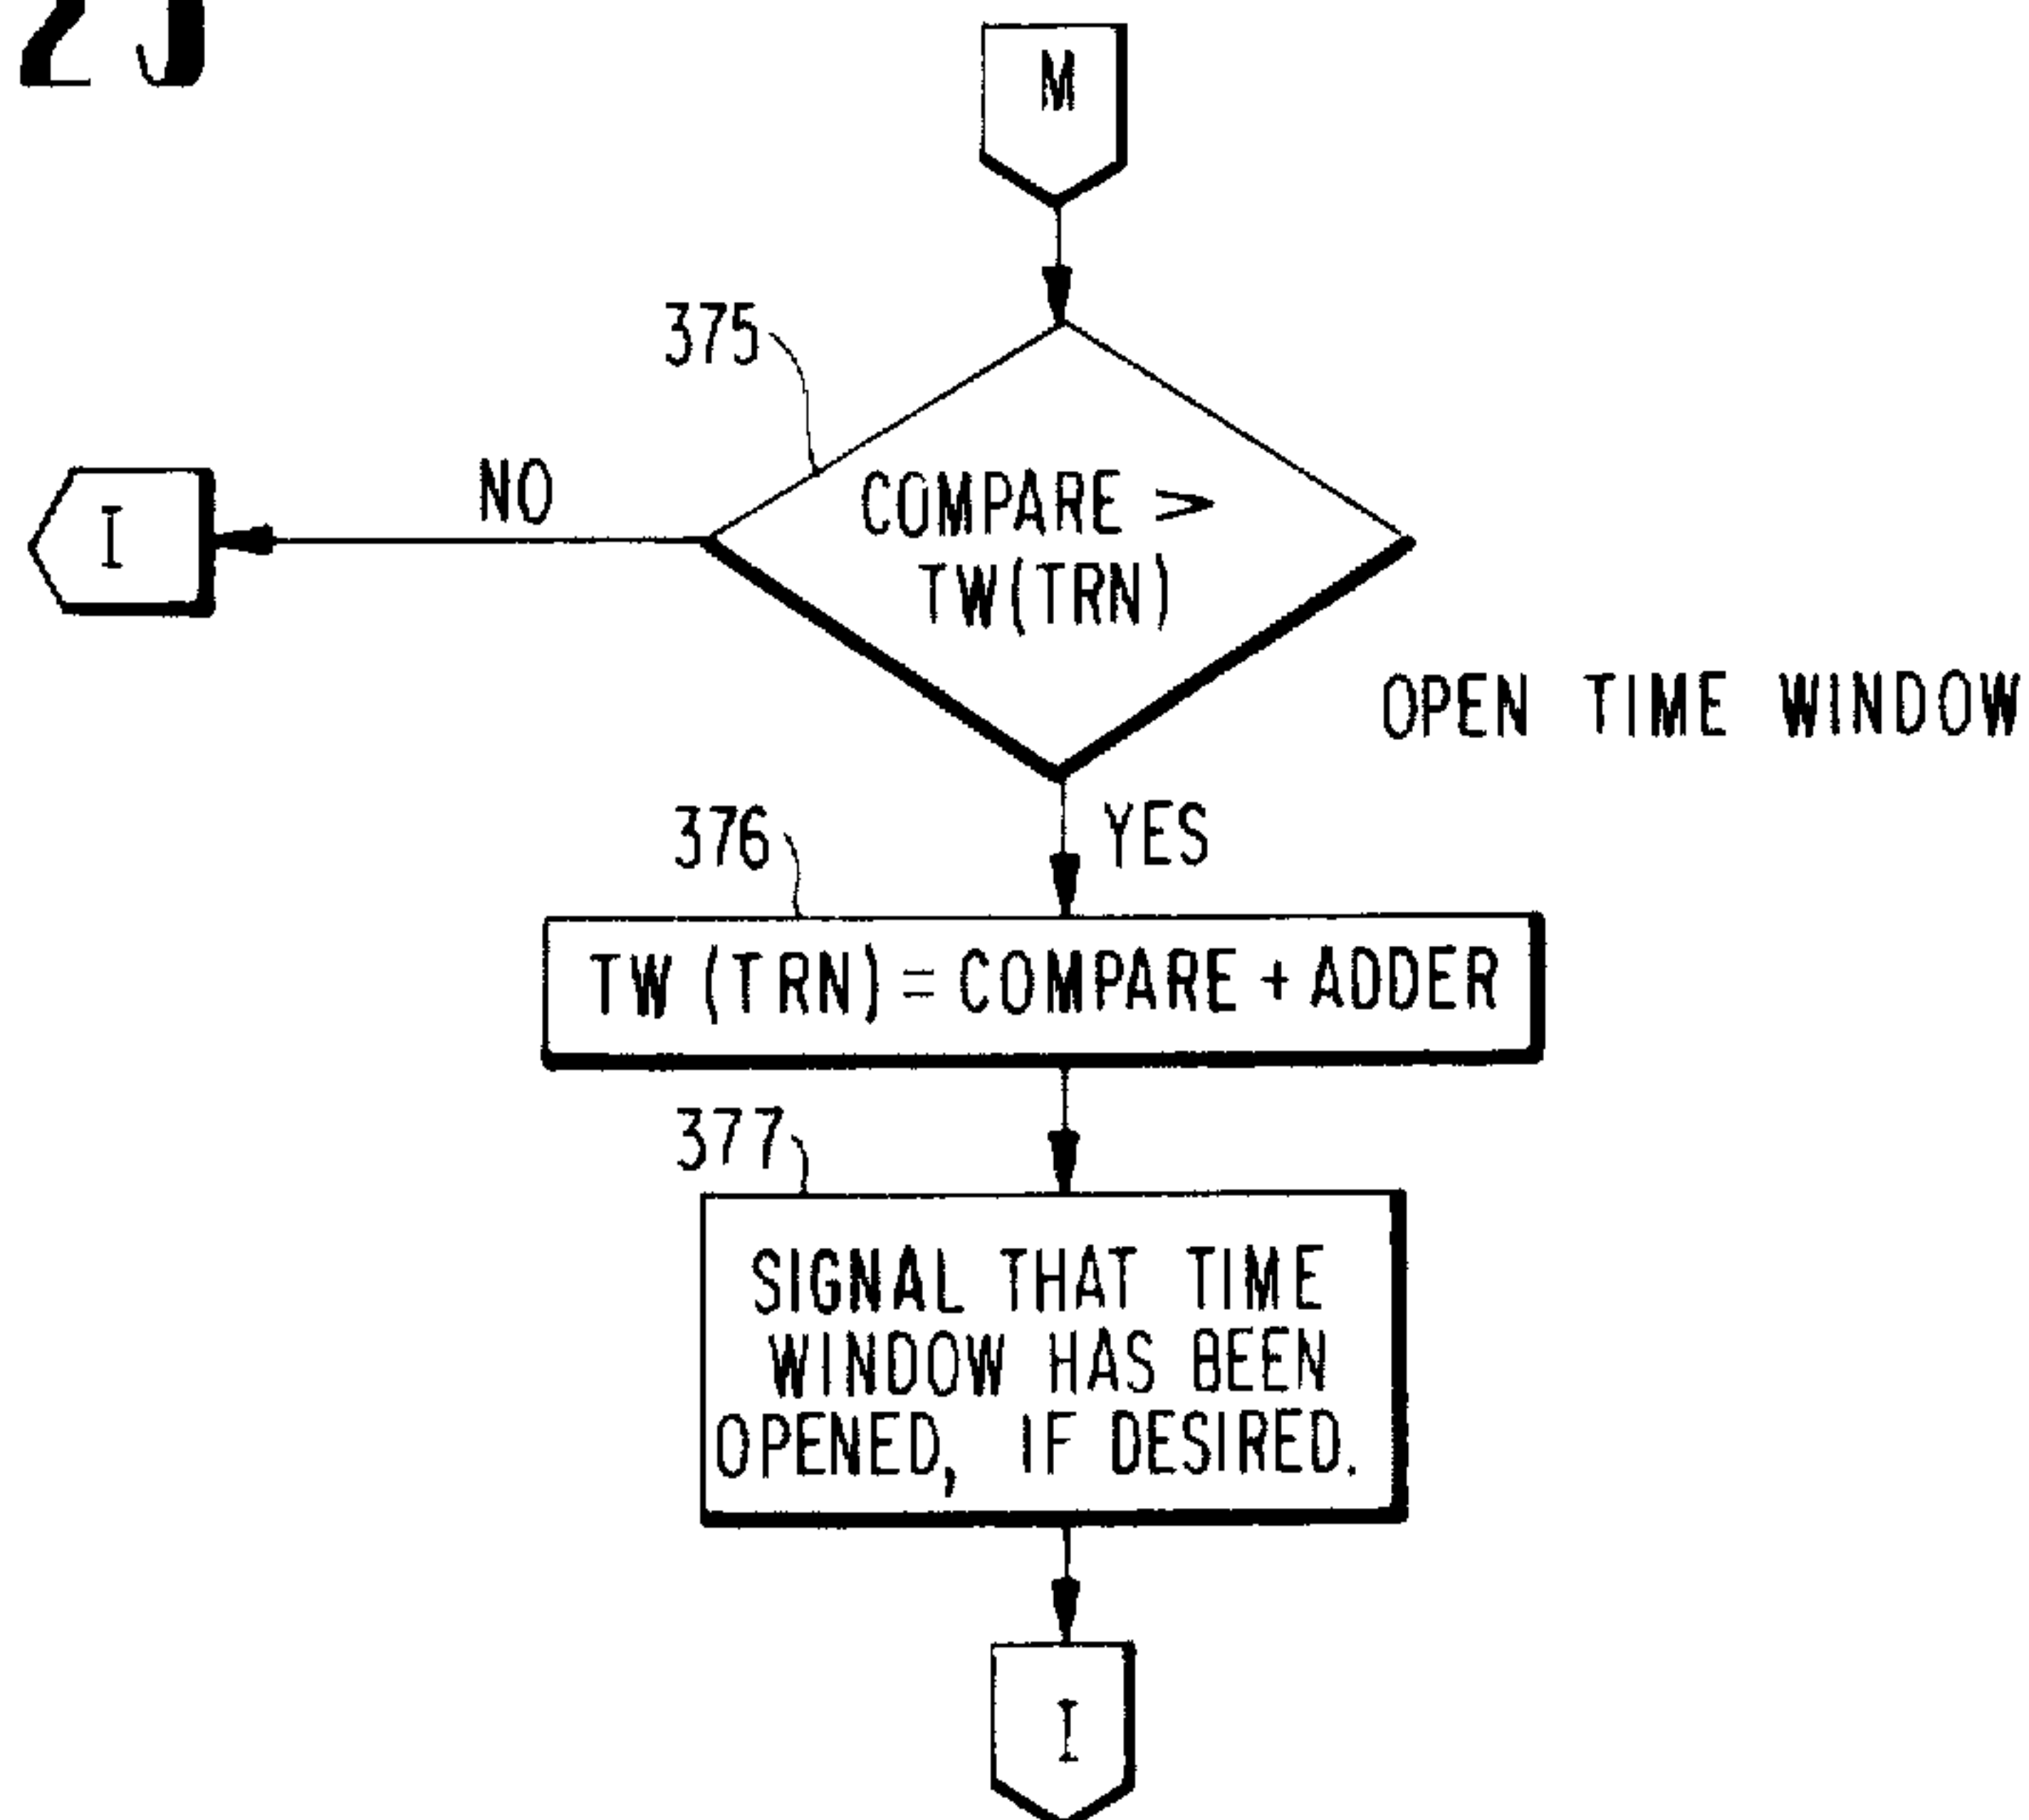 M
375
NO
I
COMPARE >
TW(TRN)
OPEN TIME WINDOW
376
YES
TW (TRN) = COMPARE + ADDER
377
SIGNAL THAT TIME
WINDOW HAS BEEN
OPENED, IF DESIRED.
I